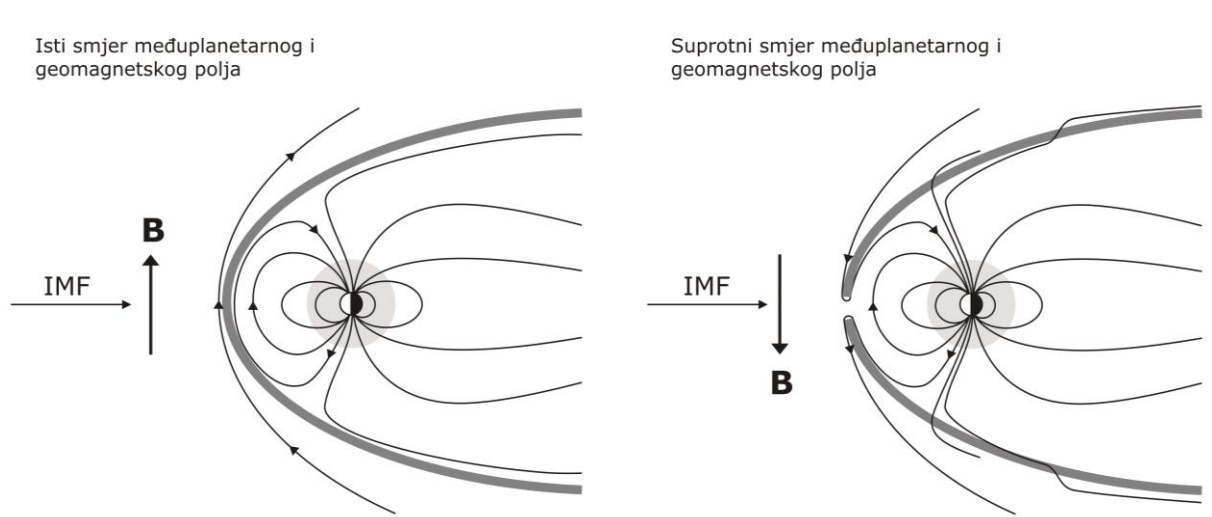 Isti smjer međuplanetarnog i
geomagnetskog polja
B
IMF
Suprotni smjer međuplanetarnog i
geomagnetskog polja
IMF
B